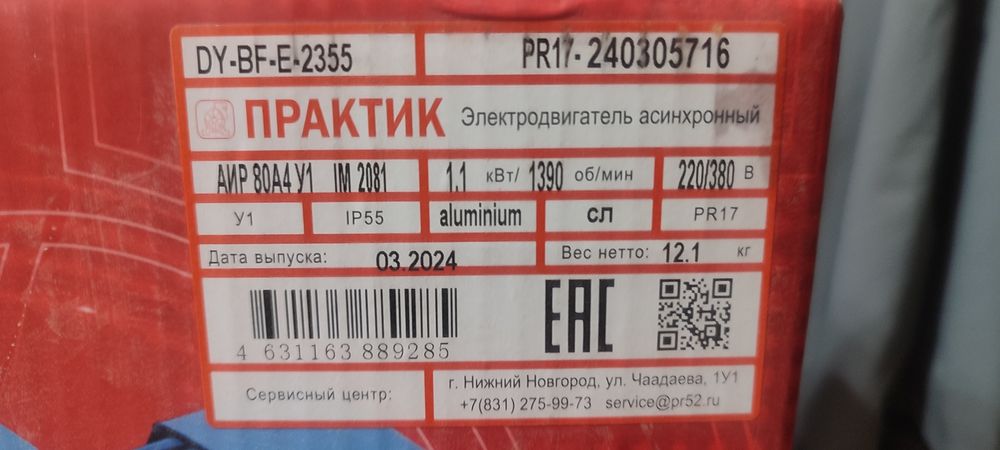 DY-BF-E-2355 PR17-240305716
ПРАКТИК Электродвигатель асинхронный
АИР 80А4 У1 IM 2081 1.1 кВт/ 1390 об/мин 220/380 В
У1 IP55 aluminium СЛ PR17
Дата выпуска: 03.2024 Вес нетто: 12.1 кг
EAC
4 631163 889285
Сервисный центр: г. Нижний Новгород, ул. Чаадаева, 1У1
+7(831) 275-99-73 service@pr52.ru